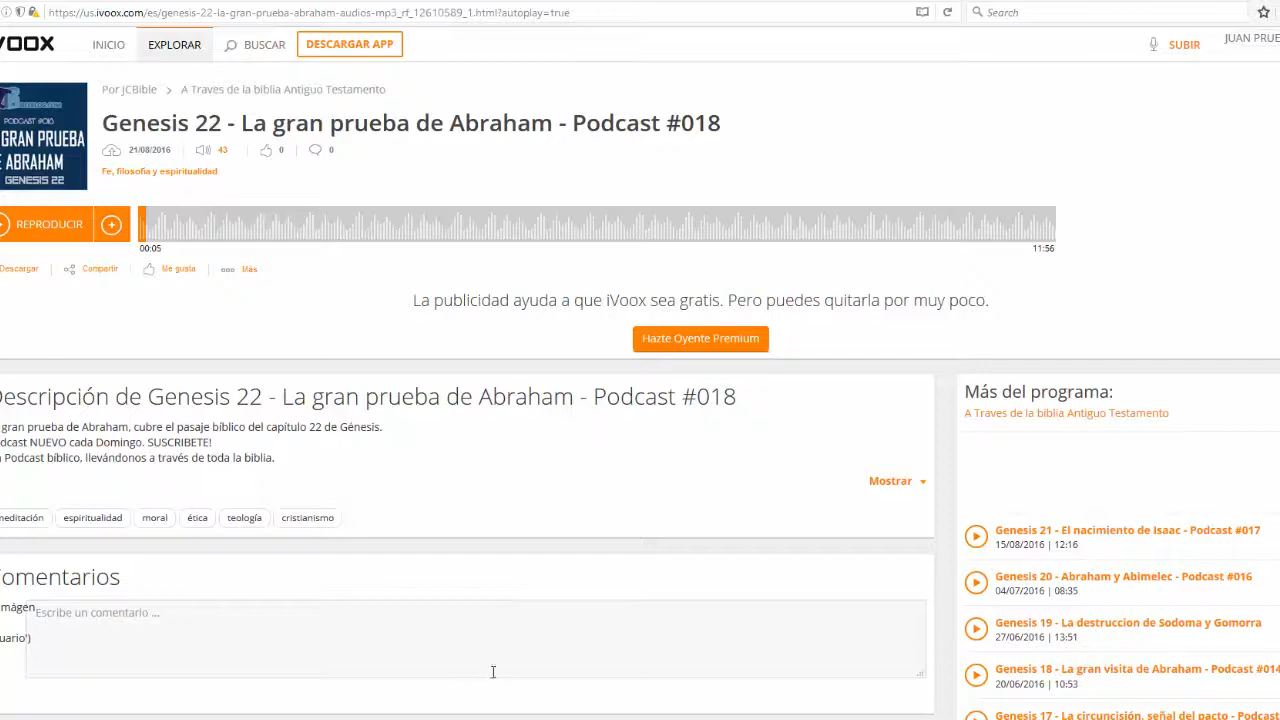 https://us.ivoox.com/es/genesis-22-la-gran-prueba-abraham-audios-mp3_rf_12610589_1.html?autoplay=true
Search
VOOX
INICIO
EXPLORAR
BUSCAR
DESCARGAR APP
SUBIR
JUAN PRUE
Por JCBible
A Traves de la biblia Antiguo Testamento
Genesis 22 - La gran prueba de Abraham - Podcast #018
21/08/2016
43
0
0
Fe, filosofía y espiritualidad
PODCAST #018
GRAN PRUEBA
E ABRAHAM
GENESIS 22
REPRODUCIR
00:05
11:56
Descargar
Compartir
Me gusta
Más
La publicidad ayuda a que iVoox sea gratis. Pero puedes quitarla por muy poco.
Hazte Oyente Premium
Descripción de Genesis 22 - La gran prueba de Abraham - Podcast #018
gran prueba de Abraham, cubre el pasaje bíblico del capítulo 22 de Génesis.
dcast NUEVO cada Domingo. SUSCRIBETE!
Podcast bíblico, llevándonos a través de toda la biblia.
Mostrar
meditación
espiritualidad
moral
ética
teología
cristianismo
omentarios
mágen
uario')
Escribe un comentario ...
Más del programa:
A Traves de la biblia Antiguo Testamento
Genesis 21 - El nacimiento de Isaac - Podcast #017
15/08/2016 | 12:16
Genesis 20 - Abraham y Abimelec - Podcast #016
04/07/2016 | 08:35
Genesis 19 - La destruccion de Sodoma y Gomorra
27/06/2016 | 13:51
Genesis 18 - La gran visita de Abraham - Podcast #014
20/06/2016 | 10:53
Genesis 17 - La circuncisión, señal del pacto - Podcast